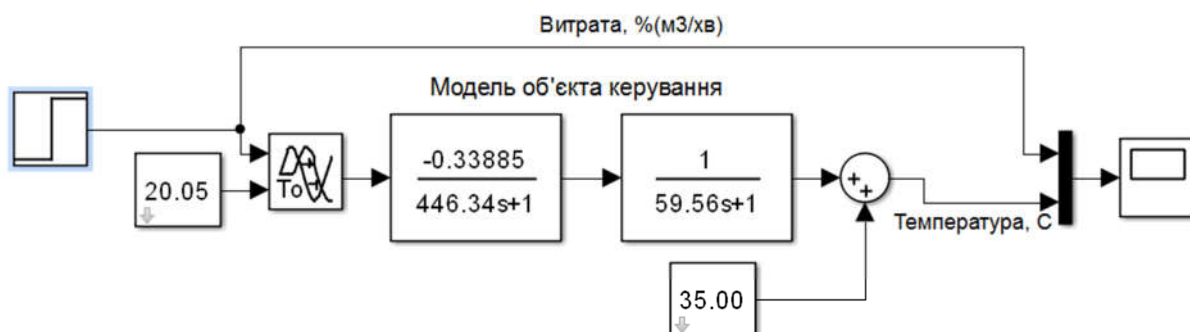 Витрата, %(м3/хв)
Модель об'єкта керування
20.05
To
-0.33885
446.34s+1
1
59.56s+1
++
Температура, С
35.00